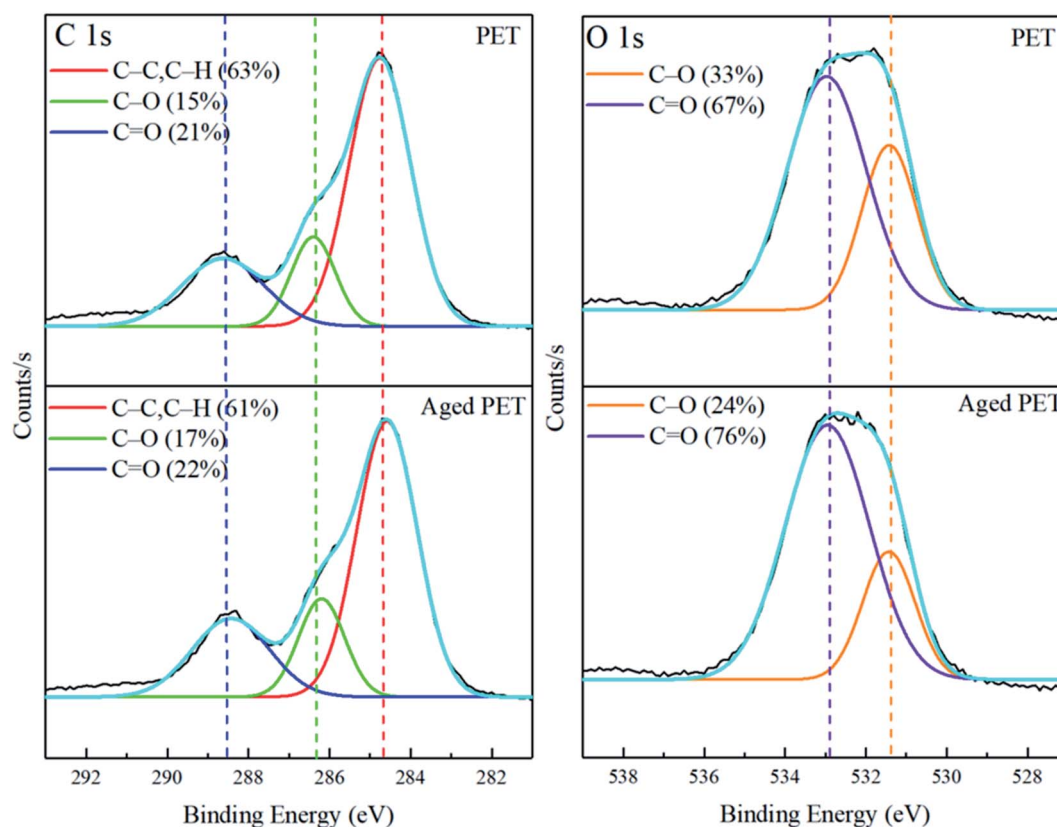 C 1s
PET
C–C,C–H (63%)
C–O (15%)
C=O (21%)
Aged PET
C–C,C–H (61%)
C–O (17%)
C=O (22%)
Counts/s
292 290 288 286 284 282
Binding Energy (eV)
O 1s
PET
C–O (33%)
C=O (67%)
Aged PET
C–O (24%)
C=O (76%)
Counts/s
538 536 534 532 530 528
Binding Energy (eV)